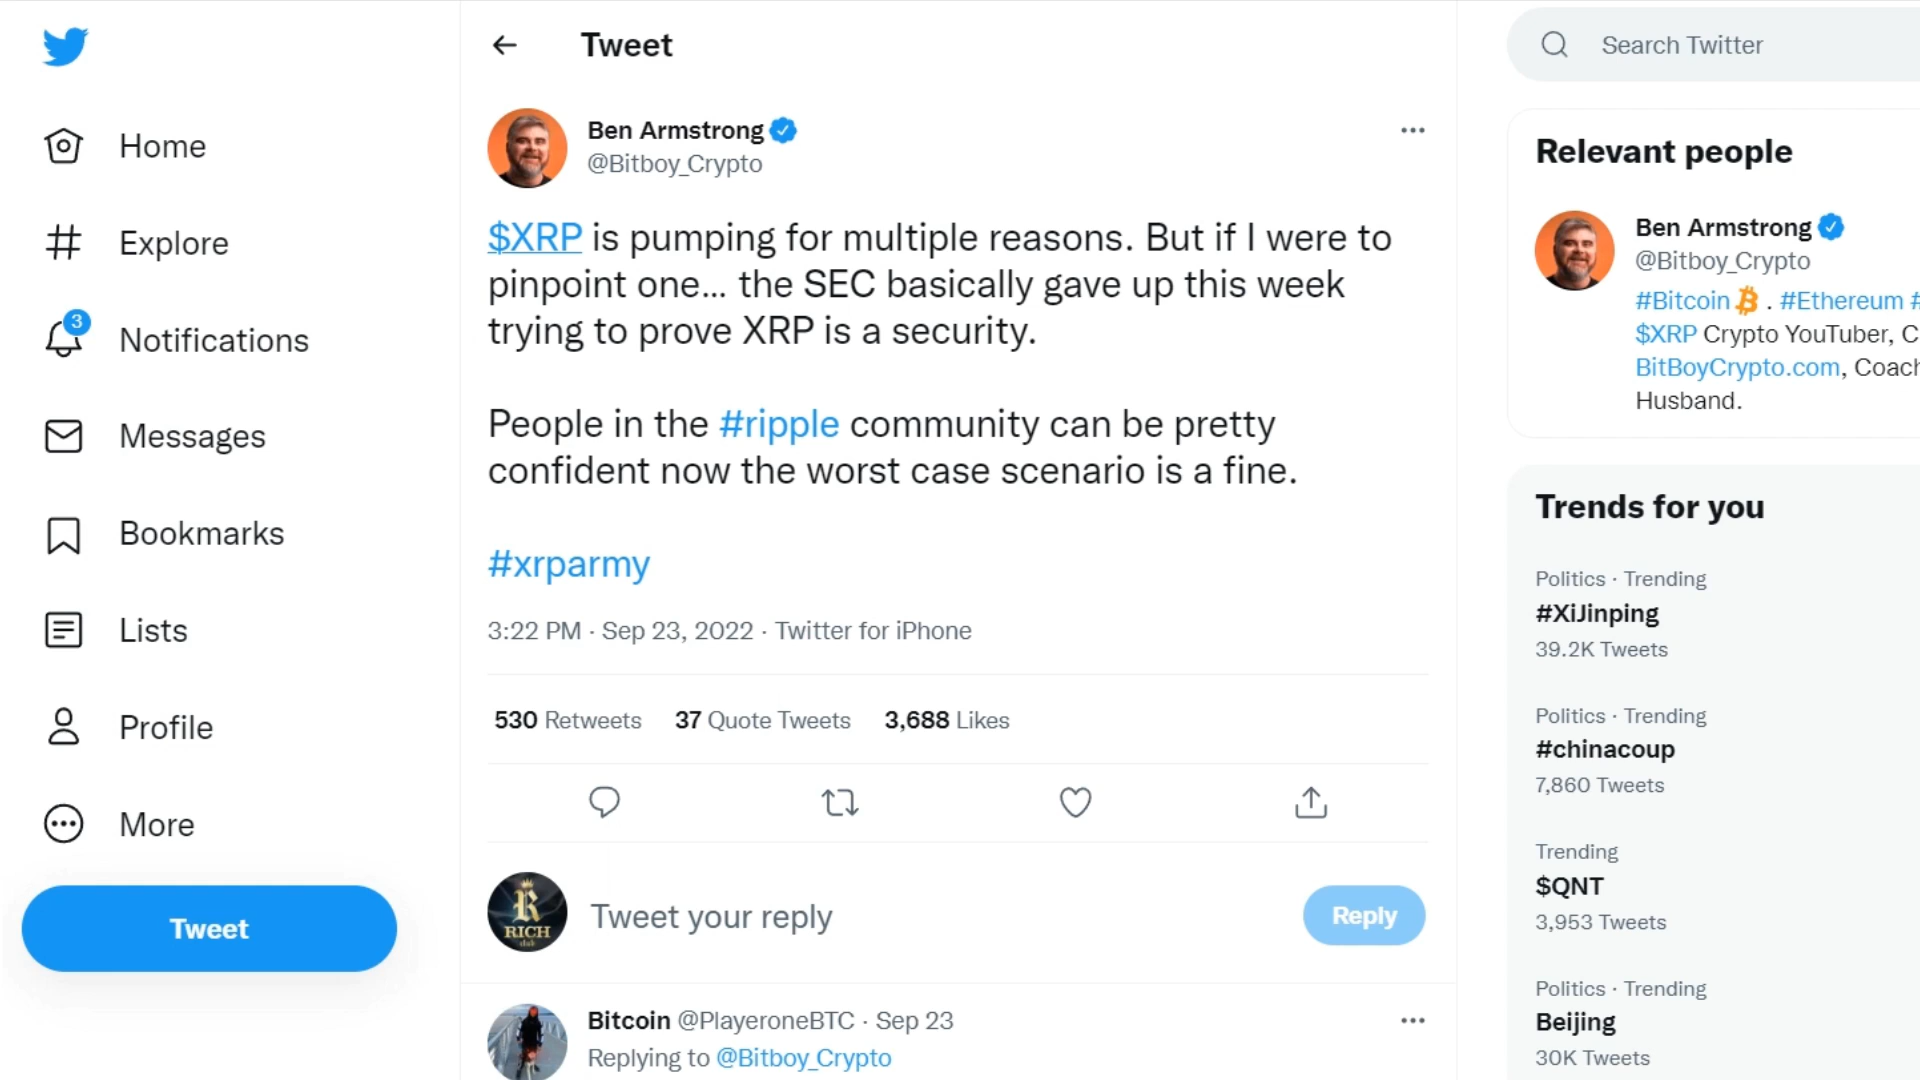 Home
Explore
3
Notifications
Messages
Bookmarks
Lists
Profile
More
Tweet
Tweet
Ben Armstrong
@Bitboy_Crypto
$XRP is pumping for multiple reasons. But if I were to
pinpoint one... the SEC basically gave up this week
trying to prove XRP is a security.
People in the #ripple community can be pretty
confident now the worst case scenario is a fine.
#xrparmy
3:22 PM · Sep 23, 2022 · Twitter for iPhone
530 Retweets 37 Quote Tweets 3,688 Likes
R
RICH
club
Tweet your reply
Reply
Bitcoin @PlayeroneBTC · Sep 23
Replying to @Bitboy_Crypto
Search Twitter
Relevant people
Ben Armstrong
@Bitboy_Crypto
#Bitcoin . #Ethereum #
$XRP Crypto YouTuber, C
BitBoyCrypto.com, Coach
Husband.
Trends for you
Politics · Trending
#XiJinping
39.2K Tweets
Politics · Trending
#chinacoup
7,860 Tweets
Trending
$QNT
3,953 Tweets
Politics · Trending
Beijing
30K Tweets